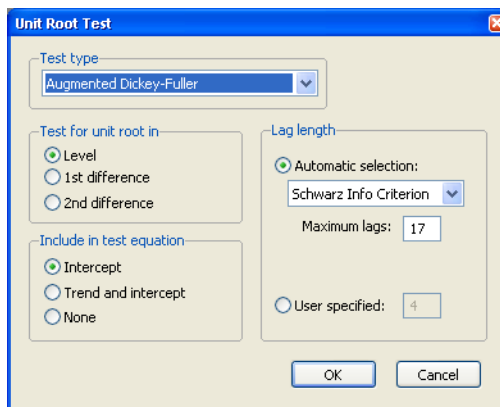 Unit Root Test
Test type
Augmented Dickey-Fuller
Test for unit root in
Level
1st difference
2nd difference
Include in test equation
Intercept
Trend and intercept
None
Lag length
Automatic selection:
Schwarz Info Criterion
Maximum lags: 17
User specified: 4
OK Cancel